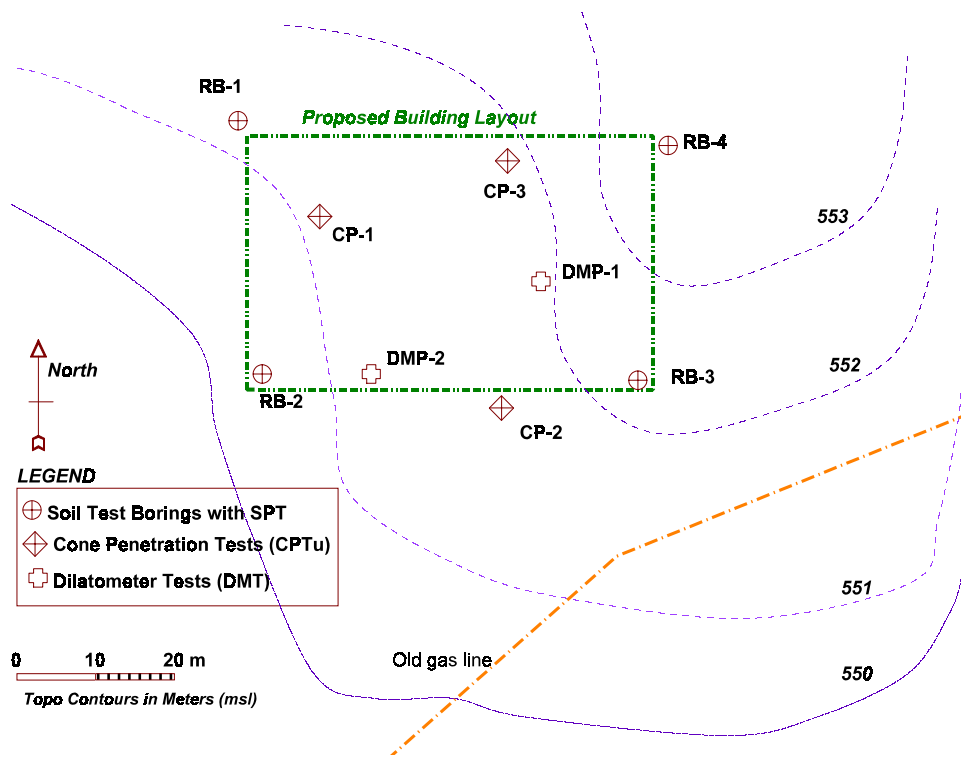 RB-1
Proposed Building Layout
RB-4
CP-3
553
CP-1
DMP-1
North
DMP-2
552
RB-3
RB-2
CP-2
LEGEND
Soil Test Borings with SPT
Cone Penetration Tests (CPTu)
Dilatometer Tests (DMT)
551
0 10 20 m
Old gas line
550
Topo Contours in Meters (msl)